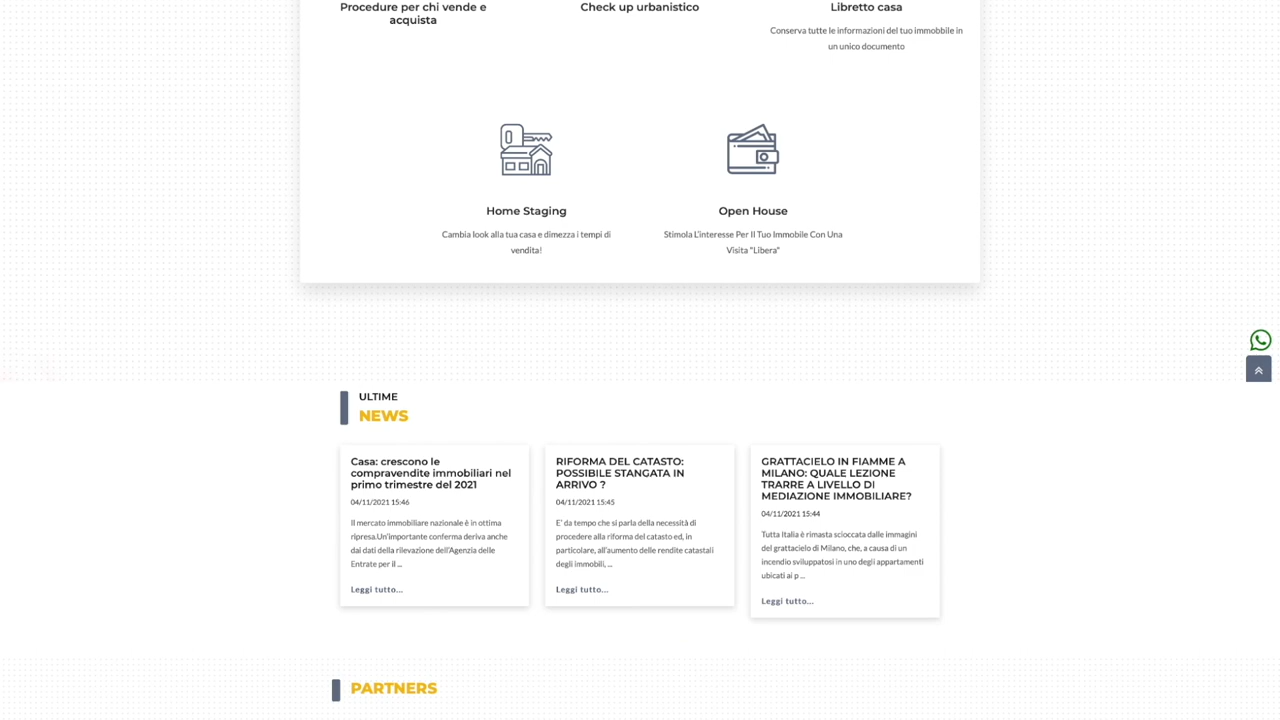 Procedure per chi vende e
acquista
Check up urbanistico
Libretto casa
Conserva tutte le informazioni del tuo immobbile in
un unico documento
Home Staging
Cambia look alla tua casa e dimezza i tempi di
vendita!
Open House
Stimola L'interesse Per Il Tuo Immobile Con Una
Visita "Libera"
ULTIME
NEWS
Casa: crescono le
compravendite immobiliari nel
primo trimestre del 2021
04/11/2021 15:46
Il mercato immobiliare nazionale è in ottima
ripresa.Un'importante conferma deriva anche
dai dati della rilevazione dell'Agenzia delle
Entrate per il ...
Leggi tutto...
RIFORMA DEL CATASTO:
POSSIBILE STANGATA IN
ARRIVO ?
04/11/2021 15:45
E' da tempo che si parla della necessità di
procedere alla riforma del catasto ed, in
particolare, all'aumento delle rendite catastali
degli immobili, ...
Leggi tutto...
GRATTACIELO IN FIAMME A
MILANO: QUALE LEZIONE
TRARRE A LIVELLO DI
MEDIAZIONE IMMOBILIARE?
04/11/2021 15:44
Tutta Italia è rimasta scioccata dalle immagini
del grattacielo di Milano, che, a causa di un
incendio sviluppatosi in uno degli appartamenti
ubicati ai p ...
Leggi tutto...
PARTNERS